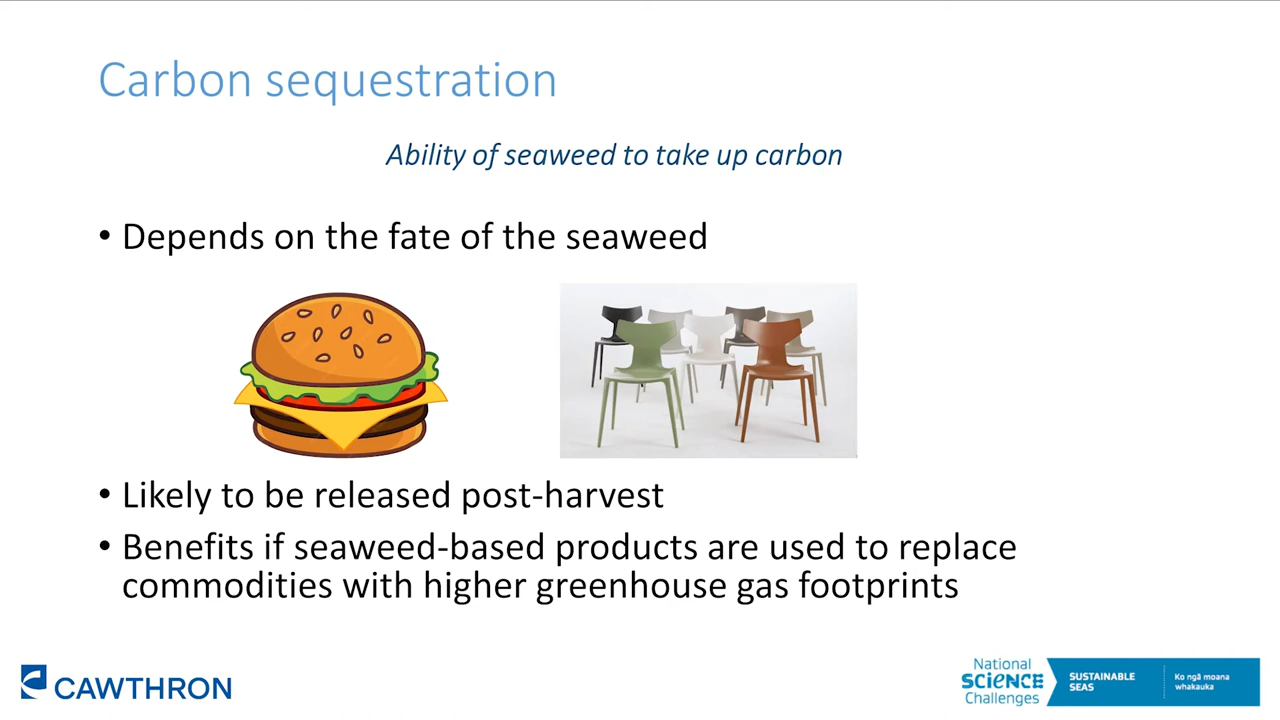 Carbon sequestration
Ability of seaweed to take up carbon
• Depends on the fate of the seaweed
• Likely to be released post-harvest
• Benefits if seaweed-based products are used to replace
commodities with higher greenhouse gas footprints
CAWTHRON
National
SCIENCE
Challenges
SUSTAINABLE
SEAS
Ko ngā moana
whakauka